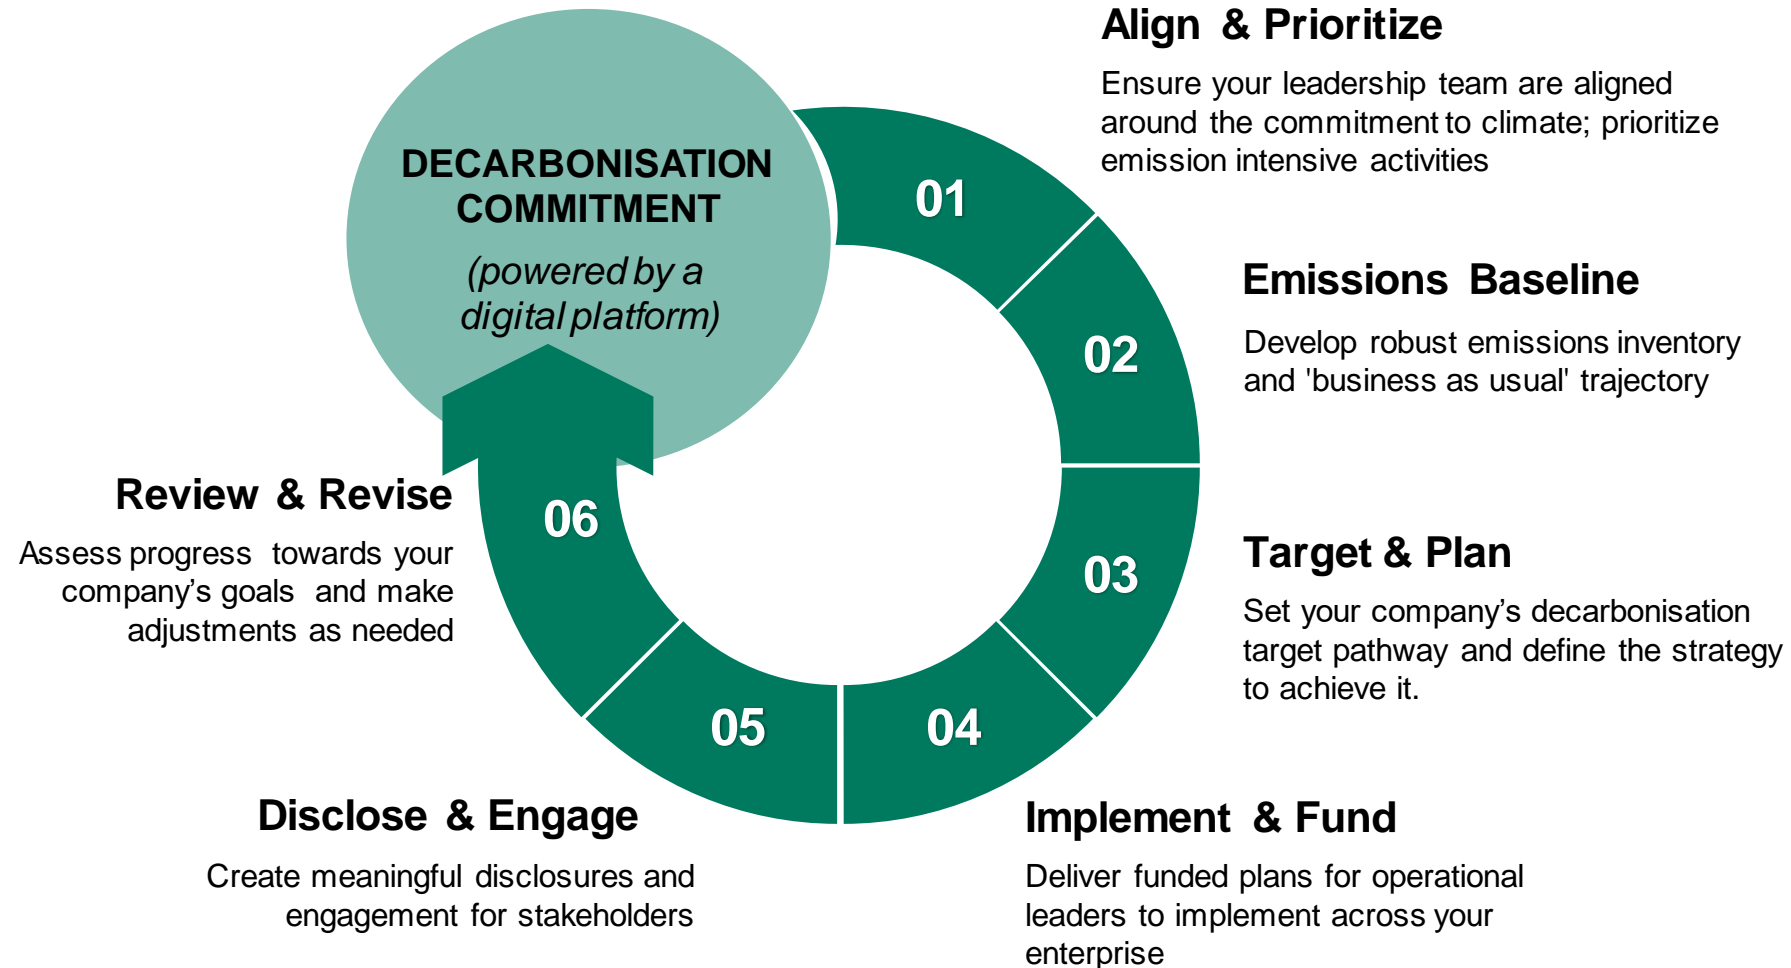 DECARBONISATION
COMMITMENT
(powered by a
digital platform)
01
Align & Prioritize
Ensure your leadership team are aligned
around the commitment to climate; prioritize
emission intensive activities
02
Emissions Baseline
Develop robust emissions inventory
and 'business as usual' trajectory
03
Target & Plan
Set your company’s decarbonisation
target pathway and define the strategy
to achieve it.
04
Implement & Fund
Deliver funded plans for operational
leaders to implement across your
enterprise
05
Disclose & Engage
Create meaningful disclosures and
engagement for stakeholders
06
Review & Revise
Assess progress towards your
company’s goals and make
adjustments as needed